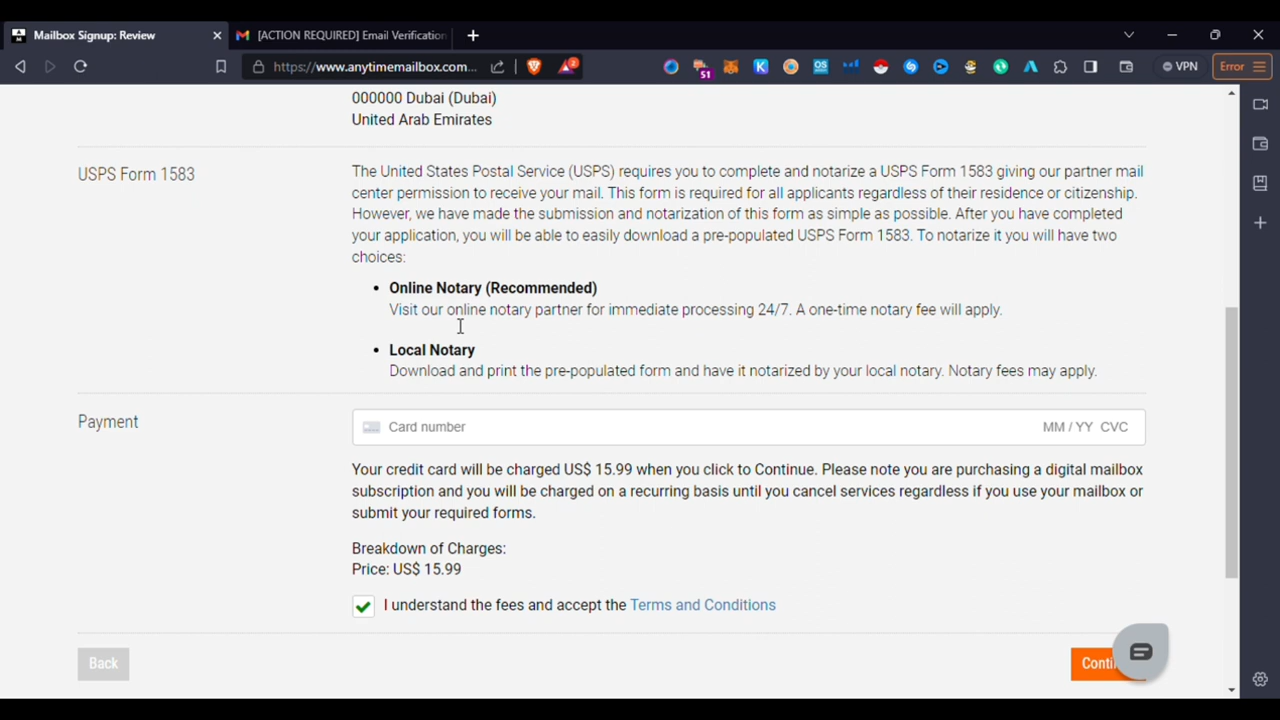 Mailbox Signup: Review
[ACTION REQUIRED] Email Verification
https://www.anytimemailbox.com...
2
51
OS
VPN
Error
000000 Dubai (Dubai)
United Arab Emirates
USPS Form 1583
The United States Postal Service (USPS) requires you to complete and notarize a USPS Form 1583 giving our partner mail
center permission to receive your mail. This form is required for all applicants regardless of their residence or citizenship.
However, we have made the submission and notarization of this form as simple as possible. After you have completed
your application, you will be able to easily download a pre-populated USPS Form 1583. To notarize it you will have two
choices:
• Online Notary (Recommended)
Visit our online notary partner for immediate processing 24/7. A one-time notary fee will apply.
• Local Notary
Download and print the pre-populated form and have it notarized by your local notary. Notary fees may apply.
Payment
Card number MM / YY CVC
Your credit card will be charged US$ 15.99 when you click to Continue. Please note you are purchasing a digital mailbox
subscription and you will be charged on a recurring basis until you cancel services regardless if you use your mailbox or
submit your required forms.
Breakdown of Charges:
Price: US$ 15.99
I understand the fees and accept the Terms and Conditions
Back
Conti